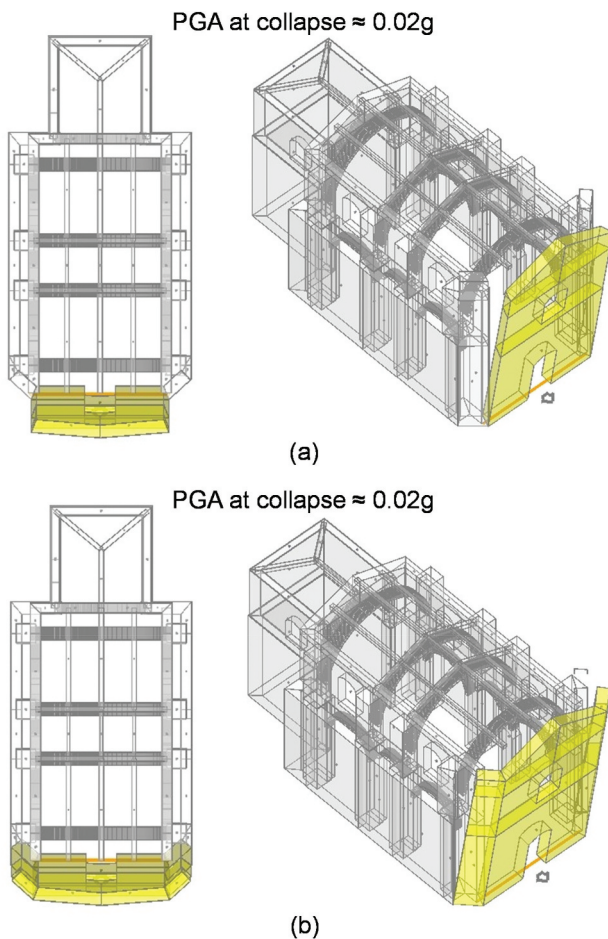 PGA at collapse ≈ 0.02g
(a)
PGA at collapse ≈ 0.02g
(b)